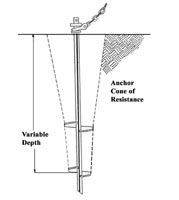 Anchor
Cone of
Resistance
Variable
Depth